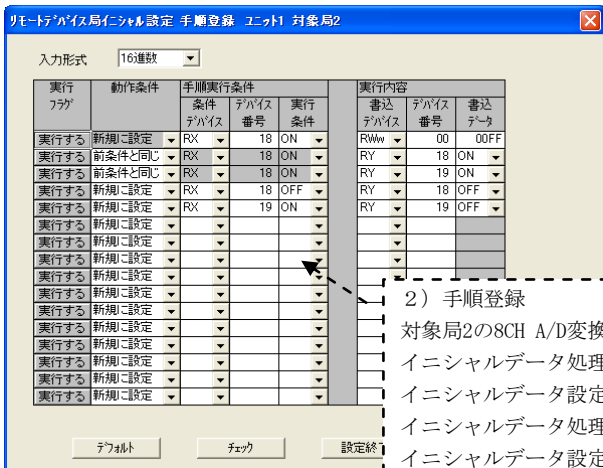 ﾘﾓｰﾄﾃﾞﾊﾞｲｽ局ｲﾆｼｬﾙ設定 手順登録 ﾕﾆｯﾄ1 対象局2
入力形式 16進数
実行ﾌﾗｸﾞ 動作条件 手順実行条件 実行内容
条件ﾃﾞﾊﾞｲｽ ﾃﾞﾊﾞｲｽ番号 実行条件 書込ﾃﾞﾊﾞｲｽ ﾃﾞﾊﾞｲｽ番号 書込ﾃﾞｰﾀ
実行する 新規に設定 RX 18 ON RWw 00 00FF
実行する 前条件と同じ RX 18 ON RY 18 ON
実行する 前条件と同じ RX 18 ON RY 19 ON
実行する 新規に設定 RX 18 OFF RY 18 OFF
実行する 新規に設定 RX 19 ON RY 19 OFF
実行する 新規に設定
実行する 新規に設定
実行する 新規に設定
実行する 新規に設定
実行する 新規に設定
実行する 新規に設定
実行する 新規に設定
実行する 新規に設定
実行する 新規に設定
実行する 新規に設定
実行する 新規に設定
2）手順登録
対象局2の8CH A/D変換
イニシャルデータ処理
イニシャルデータ設定
イニシャルデータ処理
イニシャルデータ設定
ﾃﾞﾌｫﾙﾄ ﾁｪｯｸ 設定終